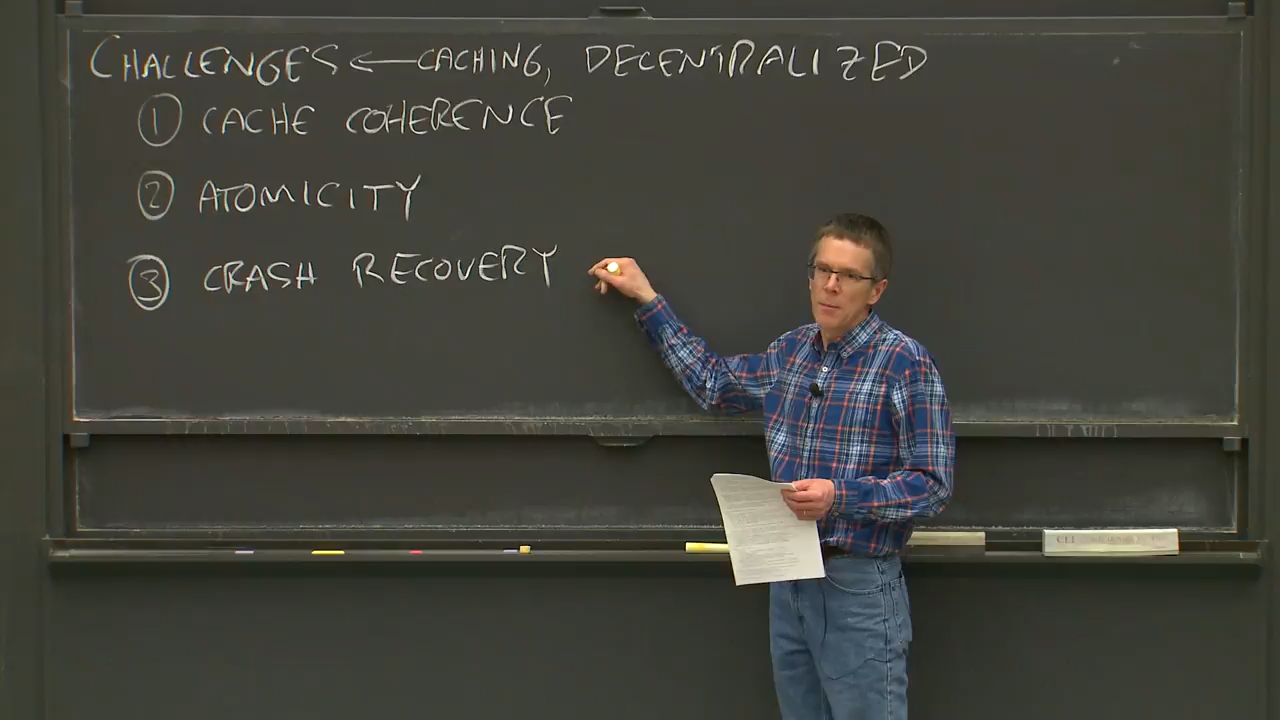 CHALLENGES ← CACHING, DECENTRALIZED
① CACHE COHERENCE
② ATOMICITY
③ CRASH RECOVERY